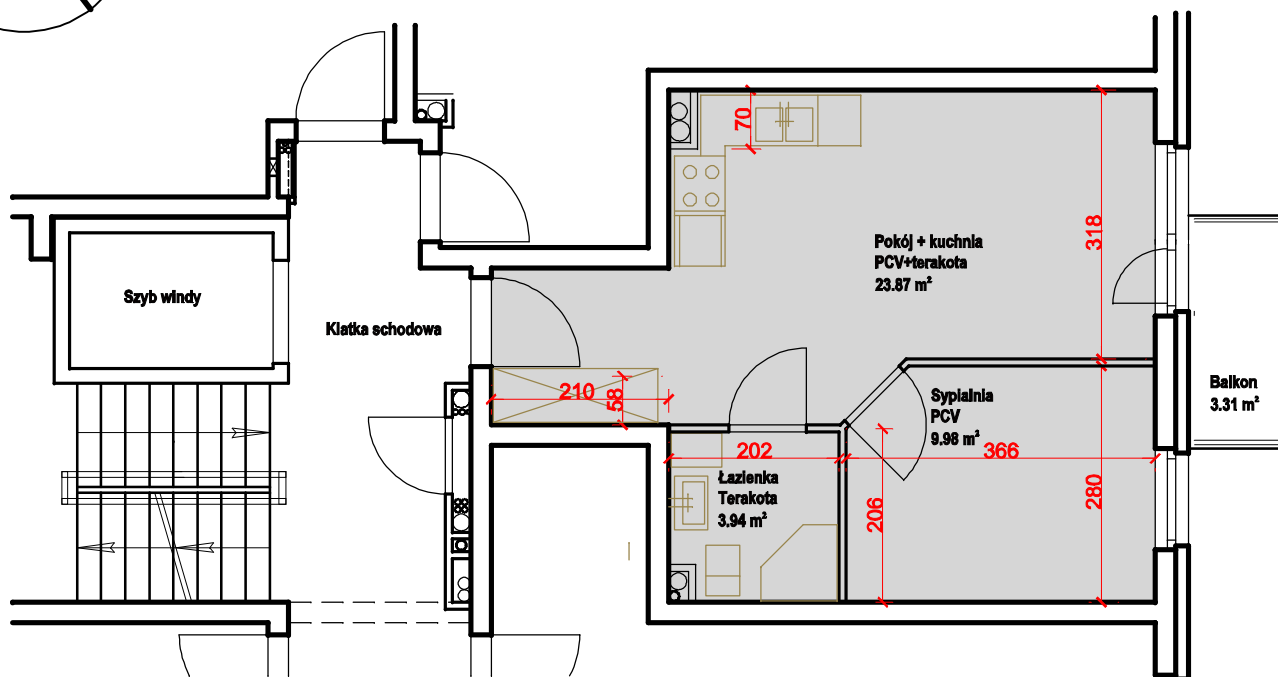 70
318
Pokój + kuchnia
PCV+terakota
23.87 m²
Szyb windy
Klatka schodowa
210
58
Sypialnia
PCV
9.98 m²
Balkon
3.31 m²
202
366
Łazienka
Terakota
3.94 m²
206
280